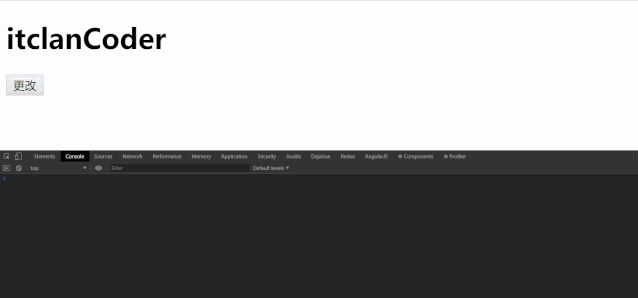 itclanCoder
更改
Elements Console Sources Network Performance Memory Application Security Audits DejaVue Redux AngularJS Components Profiler
top Filter Default levels